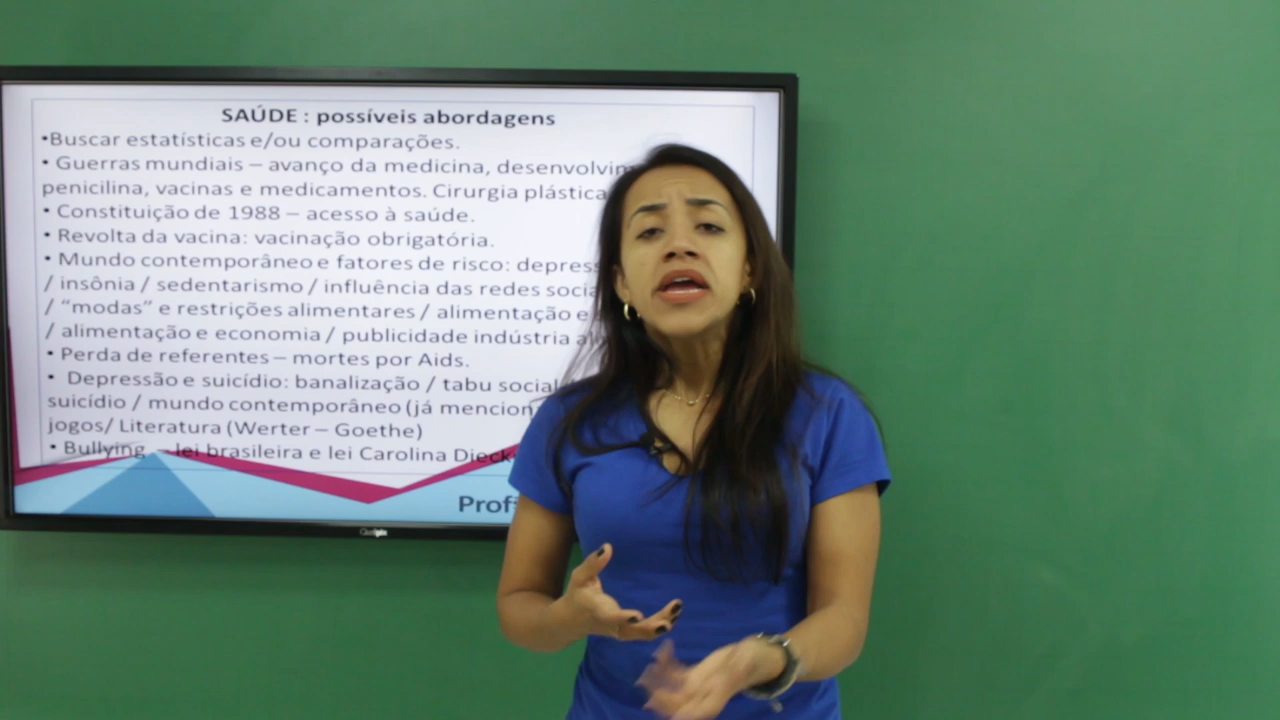 SAÚDE : possíveis abordagens
•Buscar estatísticas e/ou comparações.
• Guerras mundiais – avanço da medicina, desenvolvim
penicilina, vacinas e medicamentos. Cirurgia plástica
• Constituição de 1988 – acesso à saúde.
• Revolta da vacina: vacinação obrigatória.
• Mundo contemporâneo e fatores de risco: depress
/ insônia / sedentarismo / influência das redes socia
/ “modas” e restrições alimentares / alimentação e
/ alimentação e economia / publicidade indústria al
• Perda de referentes – mortes por Aids.
• Depressão e suicídio: banalização / tabu social
suicídio / mundo contemporâneo (já mencion
jogos/ Literatura (Werter – Goethe)
• Bullying – lei brasileira e lei Carolina Dieck
Prof